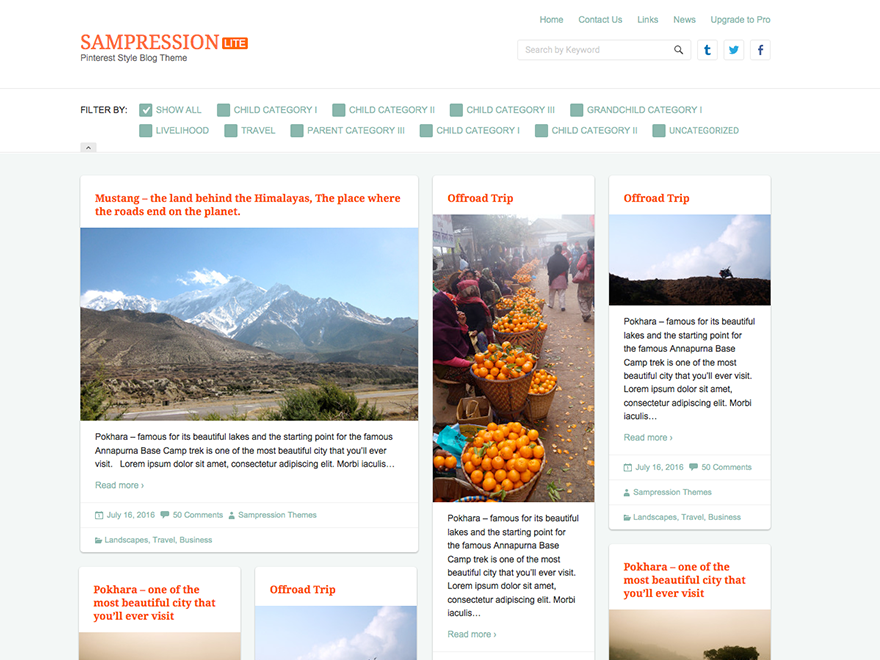 Home Contact Us Links News Upgrade to Pro
SAMPRESSION LITE
Pinterest Style Blog Theme
Search by Keyword
FILTER BY: SHOW ALL CHILD CATEGORY I CHILD CATEGORY II CHILD CATEGORY III GRANDCHILD CATEGORY I
LIVELIHOOD TRAVEL PARENT CATEGORY III CHILD CATEGORY I CHILD CATEGORY II UNCATEGORIZED
Mustang – the land behind the Himalayas, The place where
the roads end on the planet.
Pokhara – famous for its beautiful lakes and the starting point for the famous
Annapurna Base Camp trek is one of the most beautiful city that you'll ever
visit. Lorem ipsum dolor sit amet, consectetur adipiscing elit. Morbi iaculis…
Read more ›
July 16, 2016 50 Comments Sampression Themes
Landscapes, Travel, Business
Offroad Trip
Pokhara – famous for its beautiful
lakes and the starting point for
the famous Annapurna Base
Camp trek is one of the most
beautiful city that you'll ever visit.
Lorem ipsum dolor sit amet,
consectetur adipiscing elit. Morbi
iaculis…
Read more ›
Offroad Trip
Pokhara – famous for its beautiful
lakes and the starting point for
the famous Annapurna Base
Camp trek is one of the most
beautiful city that you'll ever visit.
Lorem ipsum dolor sit amet,
consectetur adipiscing elit. Morbi
iaculis…
Read more ›
July 16, 2016 50 Comments
Sampression Themes
Landscapes, Travel, Business
Pokhara – one of the
most beautiful city that
you'll ever visit
Offroad Trip
Pokhara – one of the
most beautiful city that
you'll ever visit